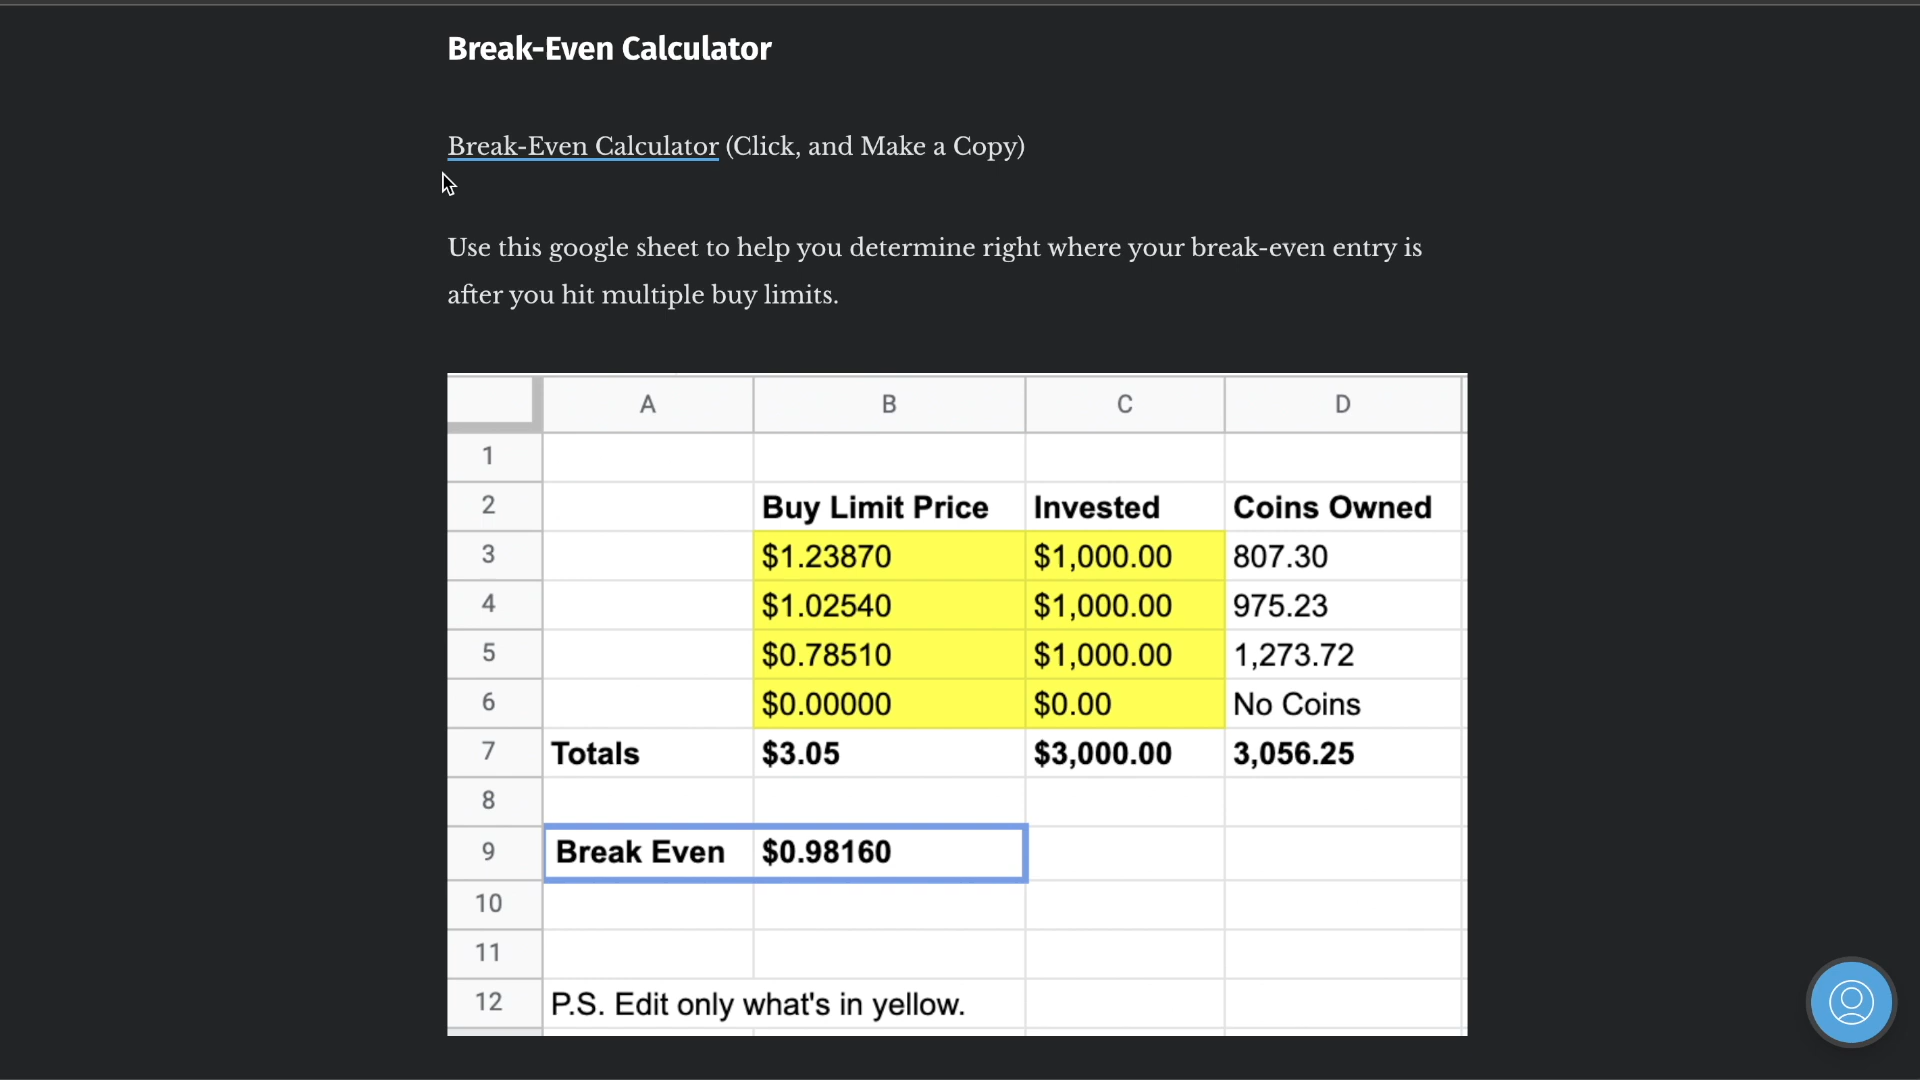 Break-Even Calculator
Break-Even Calculator (Click, and Make a Copy)
Use this google sheet to help you determine right where your break-even entry is
after you hit multiple buy limits.
A B C D
1
2 Buy Limit Price Invested Coins Owned
3 $1.23870 $1,000.00 807.30
4 $1.02540 $1,000.00 975.23
5 $0.78510 $1,000.00 1,273.72
6 $0.00000 $0.00 No Coins
7 Totals $3.05 $3,000.00 3,056.25
8
9 Break Even $0.98160
10
11
12 P.S. Edit only what's in yellow.